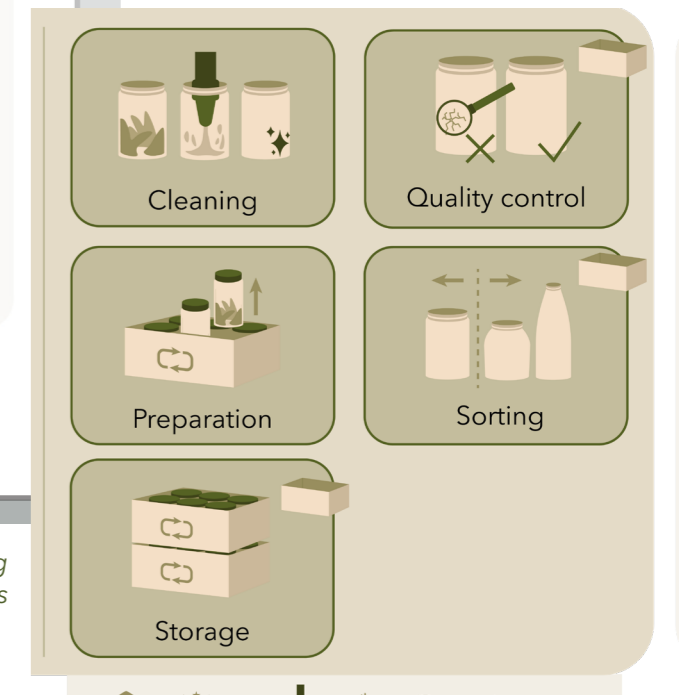 Cleaning
Quality control
Preparation
Sorting
Storage